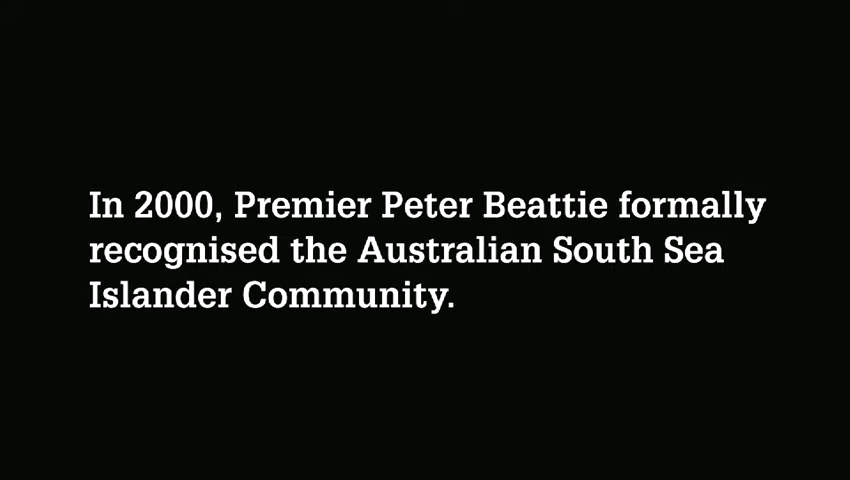 In 2000, Premier Peter Beattie formally
recognised the Australian South Sea
Islander Community.